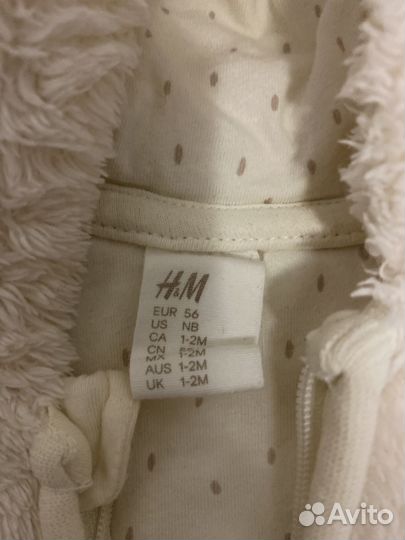 H&M
EUR 56
US NB
CA 1-2M
CN
MX 1-2M
AUS 1-2M
UK 1-2M
Avito